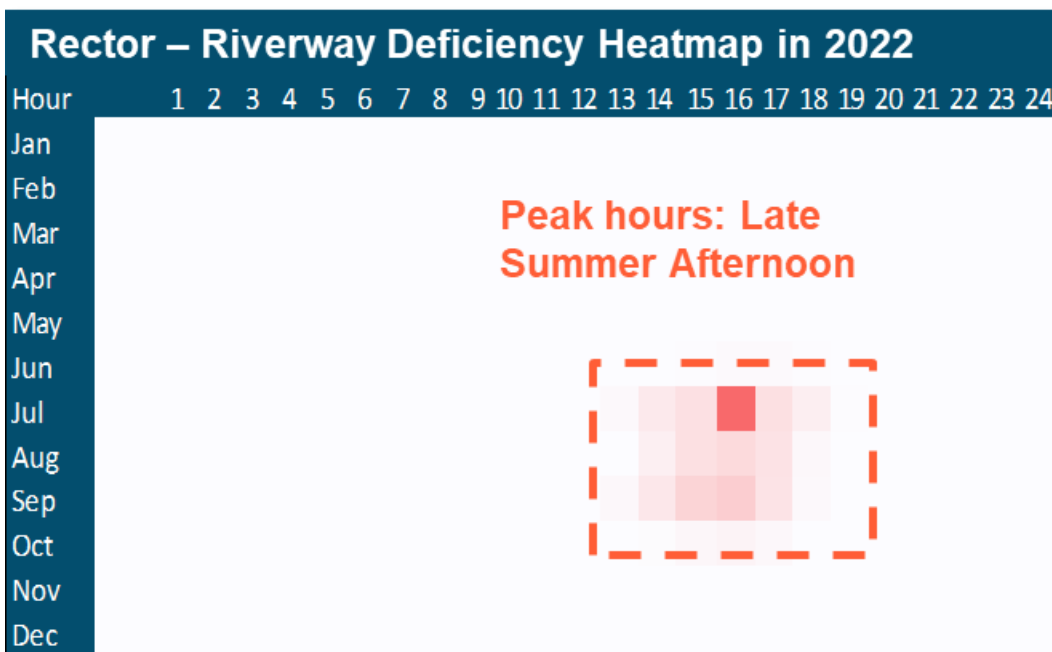 Rector – Riverway Deficiency Heatmap in 2022
Hour 1 2 3 4 5 6 7 8 9 10 11 12 13 14 15 16 17 18 19 20 21 22 23 24
Jan
Feb
Peak hours: Late
Mar
Summer Afternoon
Apr
May
Jun
Jul
Aug
Sep
Oct
Nov
Dec